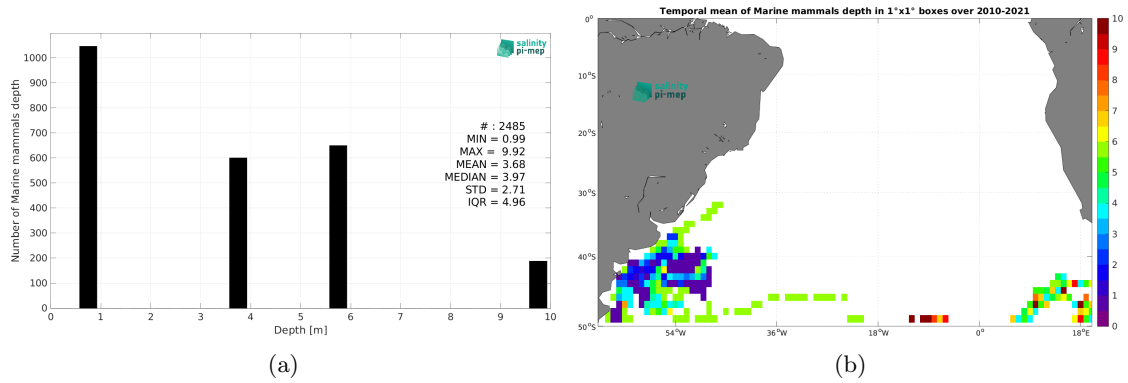 salinity
pi-mep
Number of Marine mammals depth
1000
900
800
700
600
500
400
300
200
100
0
# : 2485
MIN = 0.99
MAX = 9.92
MEAN = 3.68
MEDIAN = 3.97
STD = 2.71
IQR = 4.96
0 1 2 3 4 5 6 7 8 9 10
Depth [m]
(a)
Temporal mean of Marine mammals depth in 1°x1° boxes over 2010-2021
salinity
pi-mep
0°
10°S
20°S
30°S
40°S
50°S
54°W 36°W 18°W 0° 18°E
10
9
8
7
6
5
4
3
2
1
0
(b)